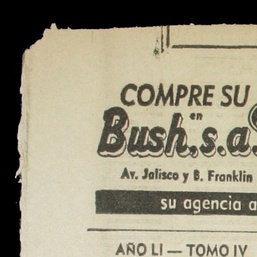 COMPRE SU
en
Bush, s.a.
Av. Jalisco y B. Franklin
su agencia a
AÑO LI — TOMO IV